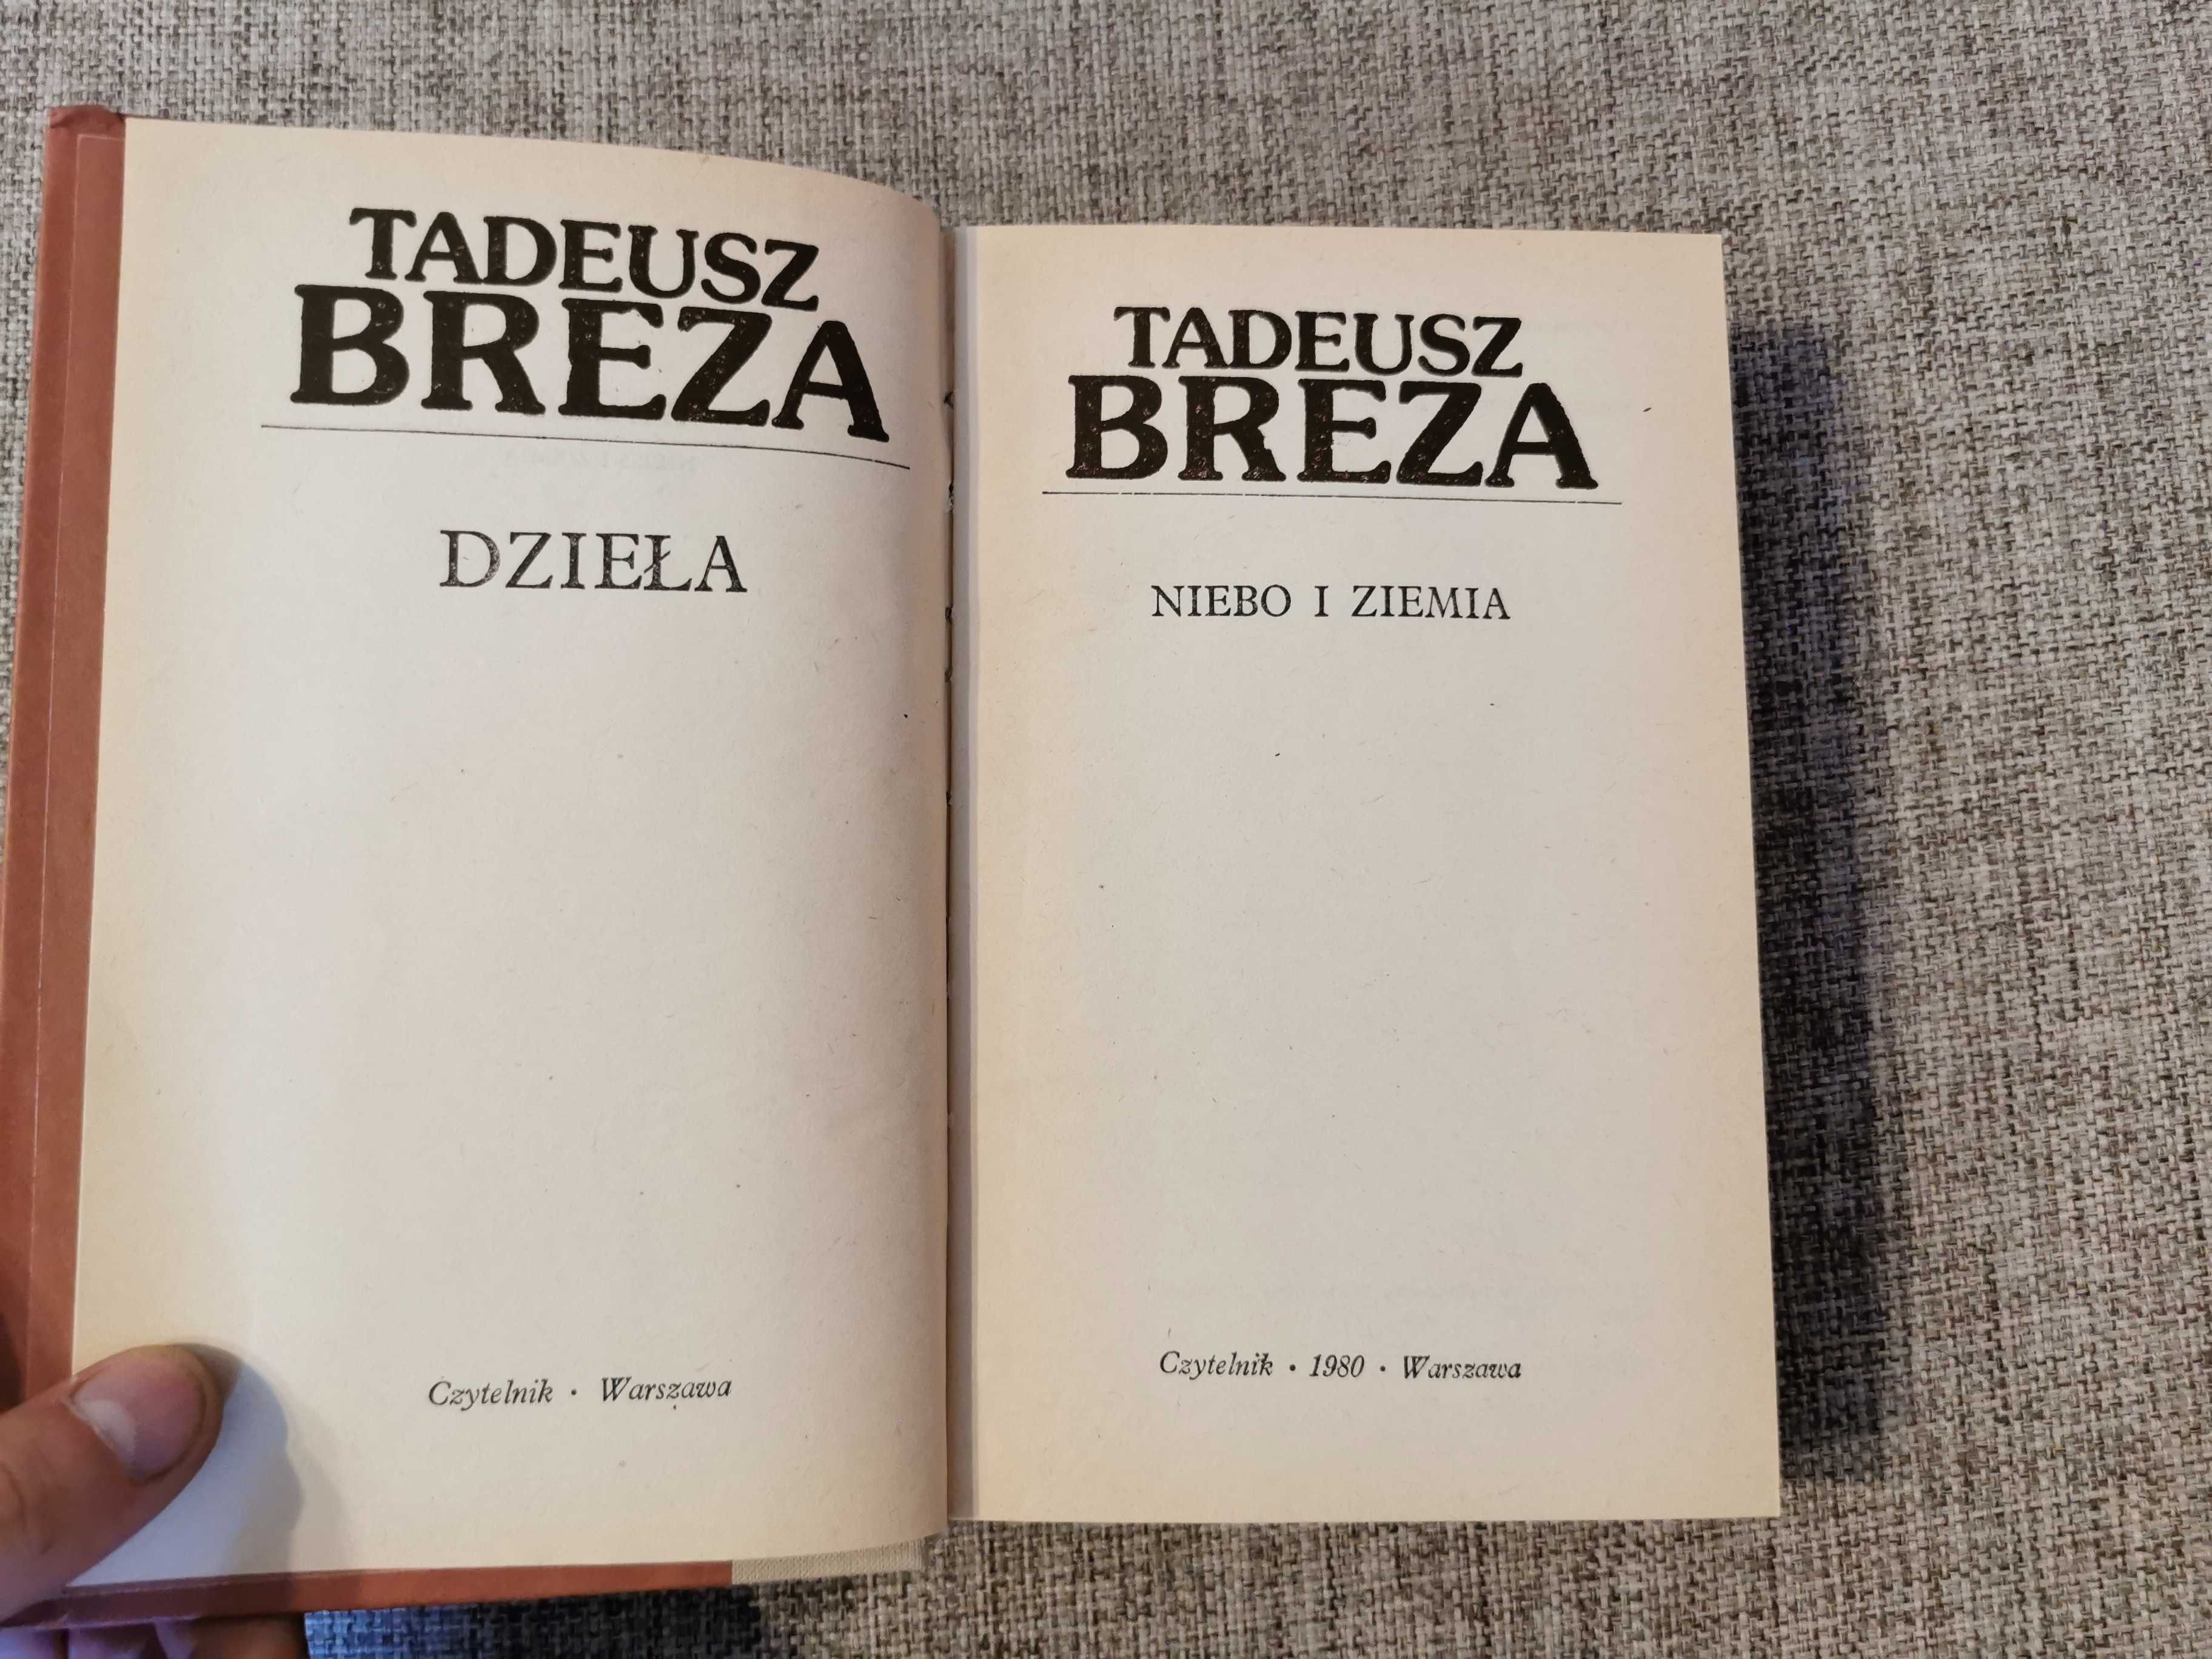 TADEUSZ
BREZA
DZIEŁA
Czytelnik • Warszawa
TADEUSZ
BREZA
NIEBO I ZIEMIA
Czytelnik • 1980 • Warszawa